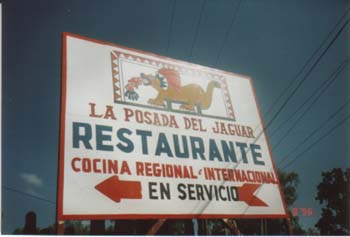 LA POSADA DEL JAGUAR
RESTAURANTE
COCINA REGIONAL E INTERNACIONAL
EN SERVICIO